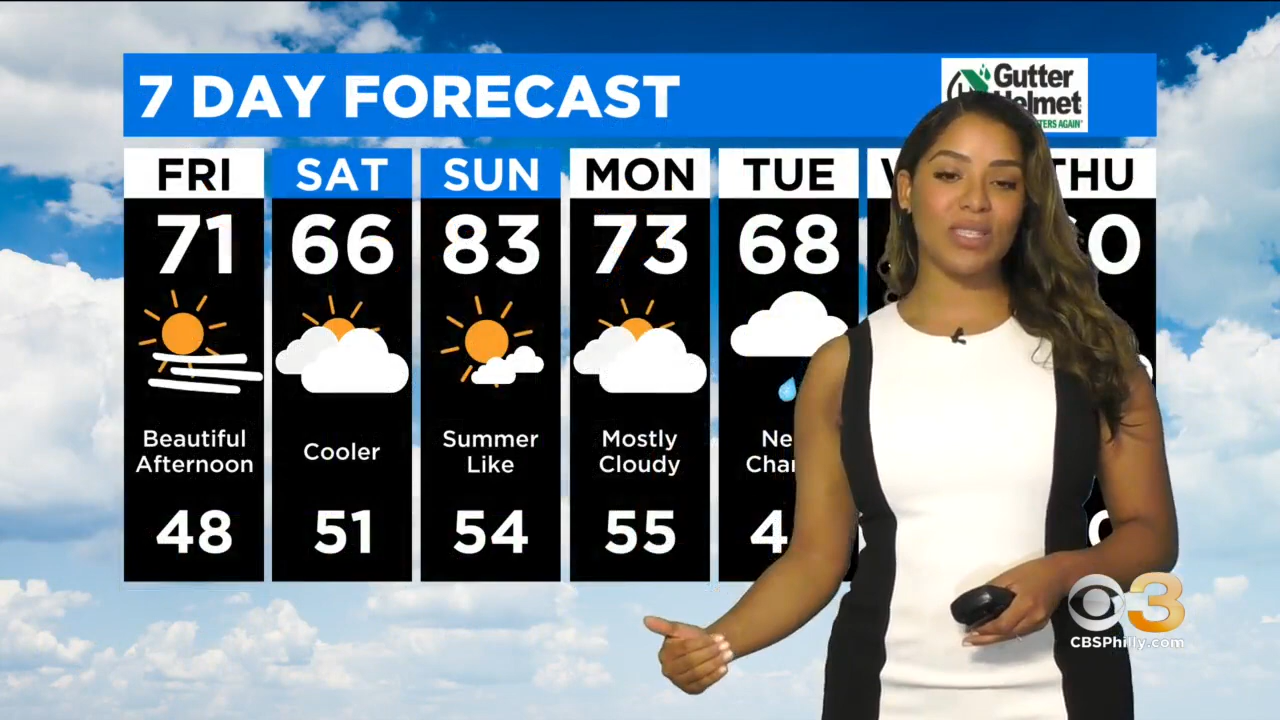 7 DAY FORECAST
Gutter
Helmet
AGAIN
FRI
SAT
SUN
MON
TUE
THU
71
66
83
73
68
48
51
54
55
Beautiful
Afternoon
Cooler
Summer
Like
Mostly
Cloudy
3
CBSPhilly.com